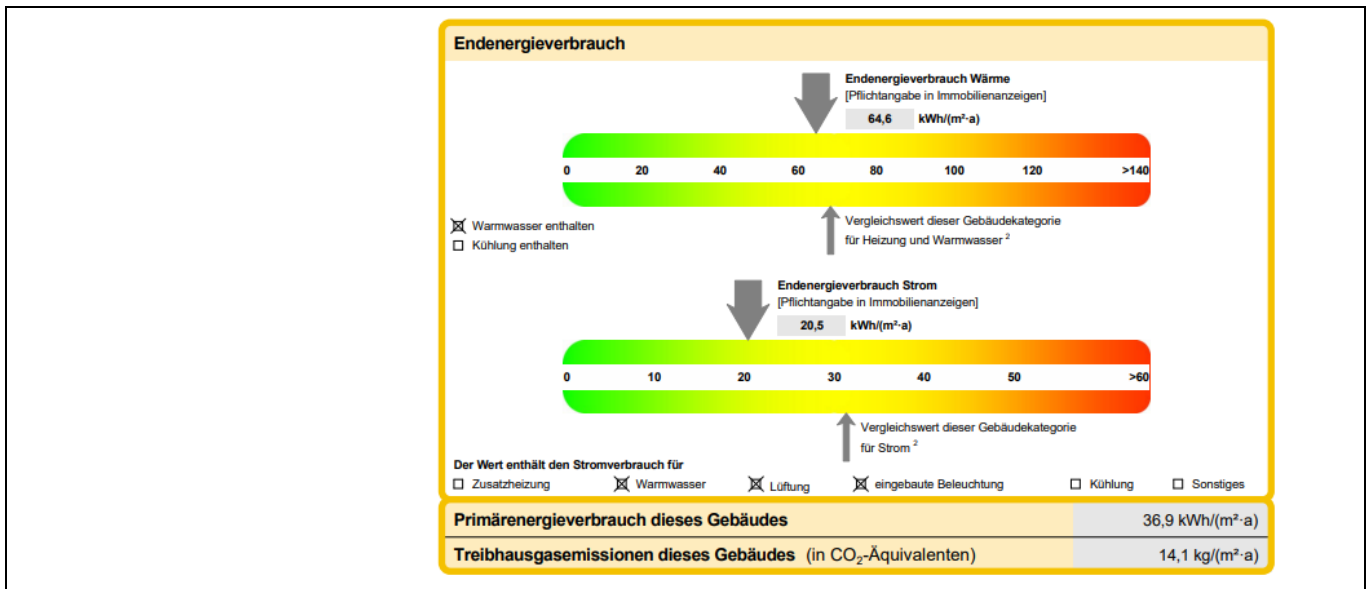 Endenergieverbrauch
Endenergieverbrauch Wärme
[Pflichtangabe in Immobilienanzeigen]
64,6 kWh/(m²·a)
0 20 40 60 80 100 120 >140
Warmwasser enthalten
Kühlung enthalten
Vergleichswert dieser Gebäudekategorie
für Heizung und Warmwasser ²
Endenergieverbrauch Strom
[Pflichtangabe in Immobilienanzeigen]
20,5 kWh/(m²·a)
0 10 20 30 40 50 >60
Vergleichswert dieser Gebäudekategorie
für Strom ²
Der Wert enthält den Stromverbrauch für
Zusatzheizung Warmwasser Lüftung eingebaute Beleuchtung Kühlung Sonstiges
Primärenergieverbrauch dieses Gebäudes 36,9 kWh/(m²·a)
Treibhausgasemissionen dieses Gebäudes (in CO₂-Äquivalenten) 14,1 kg/(m²·a)